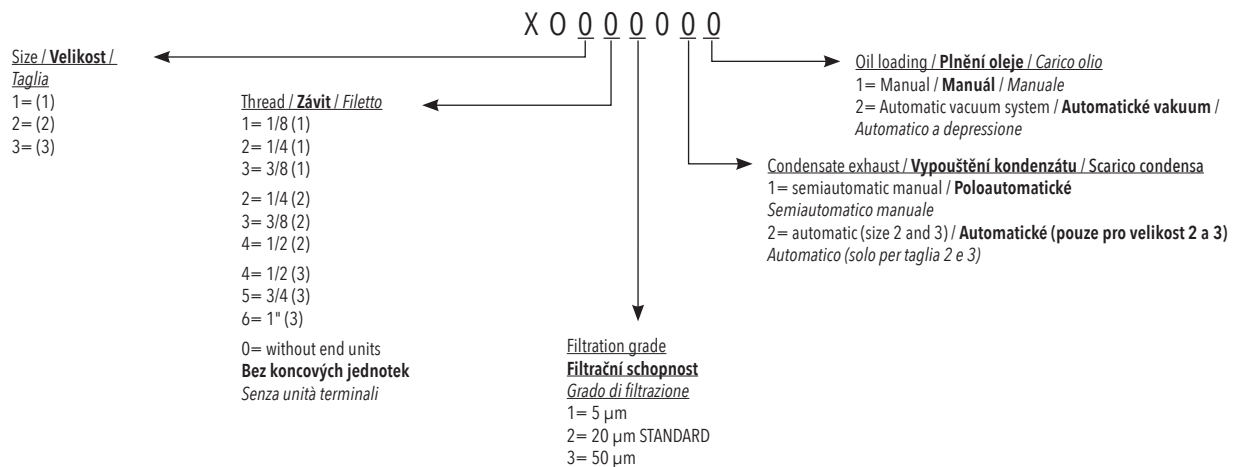 X O 0 0 0 0 0 0
Size / Velikost /
Taglia
1= (1)
2= (2)
3= (3)
Thread / Závit / Filetto
1= 1/8 (1)
2= 1/4 (1)
3= 3/8 (1)
2= 1/4 (2)
3= 3/8 (2)
4= 1/2 (2)
4= 1/2 (3)
5= 3/4 (3)
6= 1" (3)
0= without end units
Bez koncových jednotek
Senza unità terminali
Filtration grade
Filtrační schopnost
Grado di filtrazione
1= 5 µm
2= 20 µm STANDARD
3= 50 µm
Oil loading / Plnění oleje / Carico olio
1= Manual / Manuál / Manuale
2= Automatic vacuum system / Automatické vakuum /
Automatico a depressione
Condensate exhaust / Vypouštění kondenzátu / Scarico condensa
1= semiautomatic manual / Poloautomatické
Semiautomatico manuale
2= automatic (size 2 and 3) / Automatické (pouze pro velikost 2 a 3)
Automatico (solo per taglia 2 e 3)